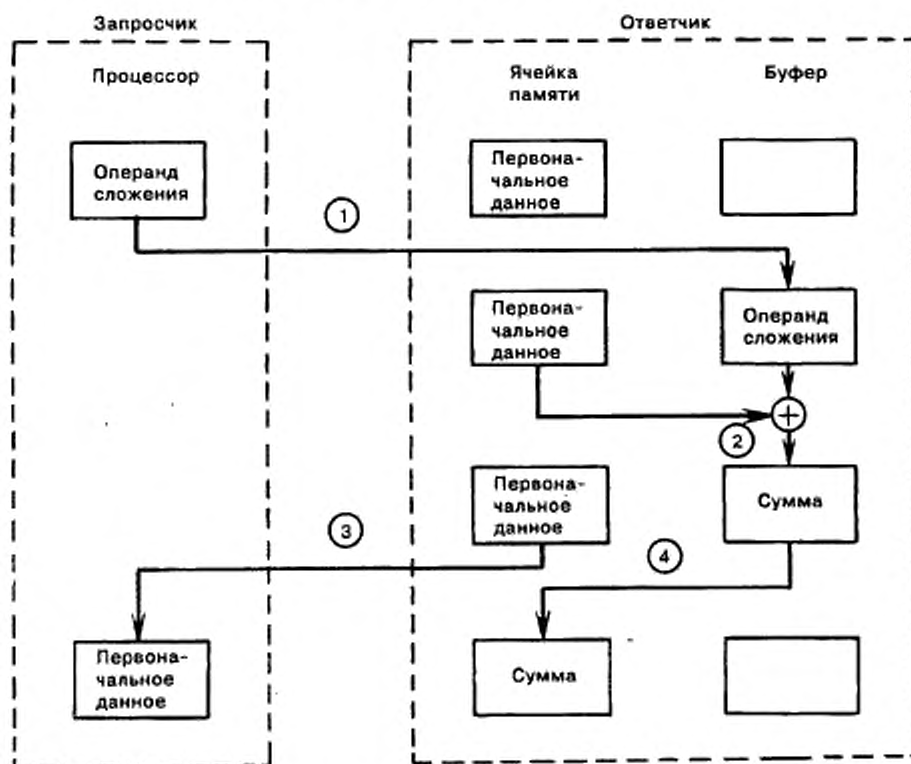 Запросчик
Ответчик
Процессор
Ячейка
памяти
Буфер
Операнд
сложения
Первона-
чальное
данное
1
Первона-
чальное
данное
Операнд
сложения
+
2
Первона-
чальное
данное
Сумма
3
4
Первона-
чальное
данное
Сумма